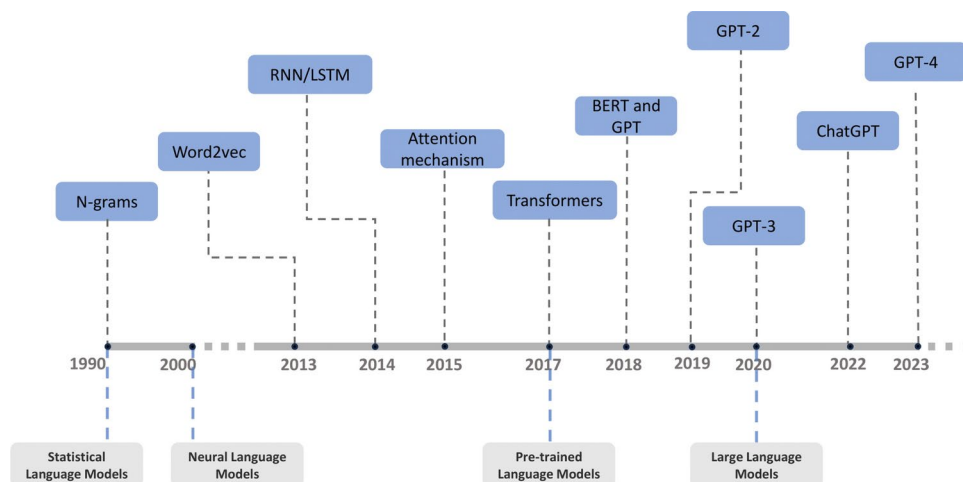 GPT-2
GPT-4
RNN/LSTM
BERT and
GPT
ChatGPT
Attention
mechanism
Word2vec
N-grams
Transformers
GPT-3
1990
2000
2013
2014
2015
2017
2018
2019
2020
2022
2023
Statistical
Language Models
Neural Language
Models
Pre-trained
Language Models
Large Language
Models